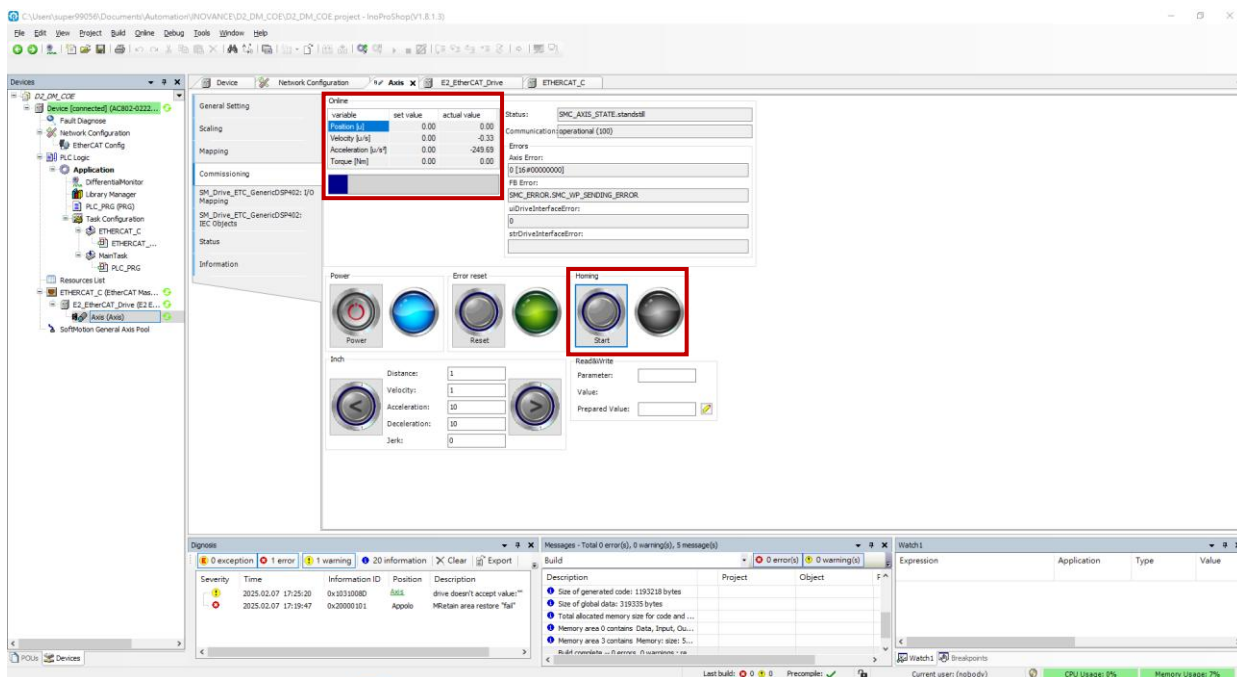 C:\Users\super99056\Documents\Automation\INOVANCE\D2_DM_COE\D2_DM_COE.project - InoProShop(V1.8.1.3)
File Edit View Project Build Online Debug Tools Window Help
Devices
Device Network Configuration Axis X E2_EtherCAT_Drive ETHERCAT_C
D2_DM_COE
Device [connected] (AC802-0222...
Fault Diagnose
Network Configuration
EtherCAT Config
PLC Logic
Application
DifferentialMonitor
Library Manager
PLC_PRG (PRG)
Task Configuration
ETHERCAT_C
ETHERCAT_...
MainTask
PLC_PRG
Resources List
ETHERCAT_C (EtherCAT Mas...
E2_EtherCAT_Drive (E2 E...
Axis (Axis)
SoftMotion General Axis Pool
POUs Devices
General Setting
Scaling
Mapping
Commissioning
SM_Drive_ETC_GenericDSP402: I/O
Mapping
SM_Drive_ETC_GenericDSP402:
IEC Objects
Status
Information
Online
variable set value actual value
Position [u] 0.00 0.00
Velocity [u/s] 0.00 -0.33
Acceleration [u/s²] 0.00 -249.69
Torque [Nm] 0.00 0.00
Status: SMC_AXIS_STATE.standstill
Communication: operational (100)
Errors
Axis Error:
0 [16#00000000]
FB Error:
SMC_ERROR.SMC_WP_SENDING_ERROR
uiDriveInterfaceError:
0
strDriveInterfaceError:
Power Error reset Homing
Power Reset Start
Inch
Distance: 1
Velocity: 1
Acceleration: 10
Deceleration: 10
Jerk: 0
< >
Read&Write
Parameter:
Value:
Prepared Value:
Dignosis
0 exception 1 error 1 warning 20 information Clear Export
Severity Time Information ID Position Description
2025.02.07 17:25:20 0x1031008D Axis drive doesn't accept value:""
2025.02.07 17:19:47 0x20000101 Appolo MRetain area restore "fail"
Messages - Total 0 error(s), 0 warning(s), 5 message(s)
Build 0 error(s) 0 warning(s)
Description Project Object
Size of generated code: 1193218 bytes
Size of global data: 319335 bytes
Total allocated memory size for code and ...
Memory area 0 contains Data, Input, Ou...
Memory area 3 contains Memory: size: 5...
Build complete -- 0 errors, 0 warnings : re
Watch1
Expression Application Type Value
Watch1 Breakpoints
Last build: 0 0 Precompile: Current user: (nobody) CPU Usage: 0% Memory Usage: 7%